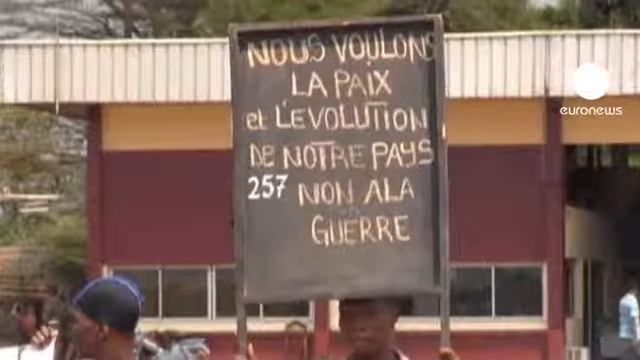 NOUS VOULONS
LA PAIX
et L'EVOLUTION
DE NOTRE PAYS
257 NON ALA
GUERRE
euronews